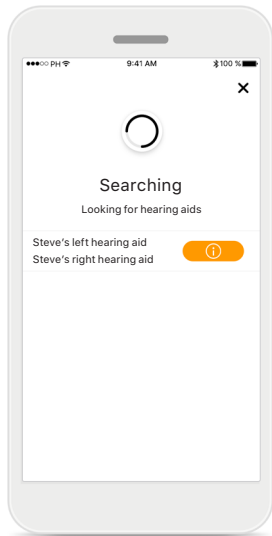 PH 9:41 AM 100 %
Searching
Looking for hearing aids
Steve's left hearing aid
Steve's right hearing aid